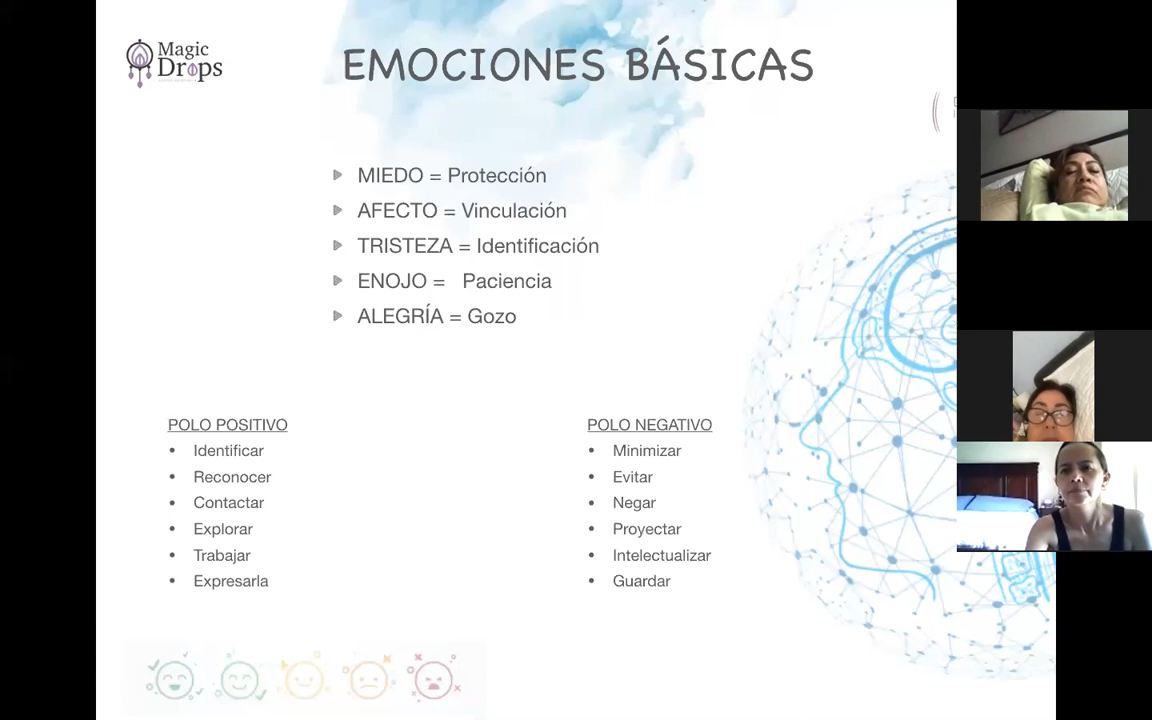 Magic
Drops
EMOCIONES BÁSICAS
MIEDO = Protección
AFECTO = Vinculación
TRISTEZA = Identificación
ENOJO = Paciencia
ALEGRÍA = Gozo
POLO POSITIVO
• Identificar
• Reconocer
• Contactar
• Explorar
• Trabajar
• Expresarla
POLO NEGATIVO
• Minimizar
• Evitar
• Negar
• Proyectar
• Intelectualizar
• Guardar